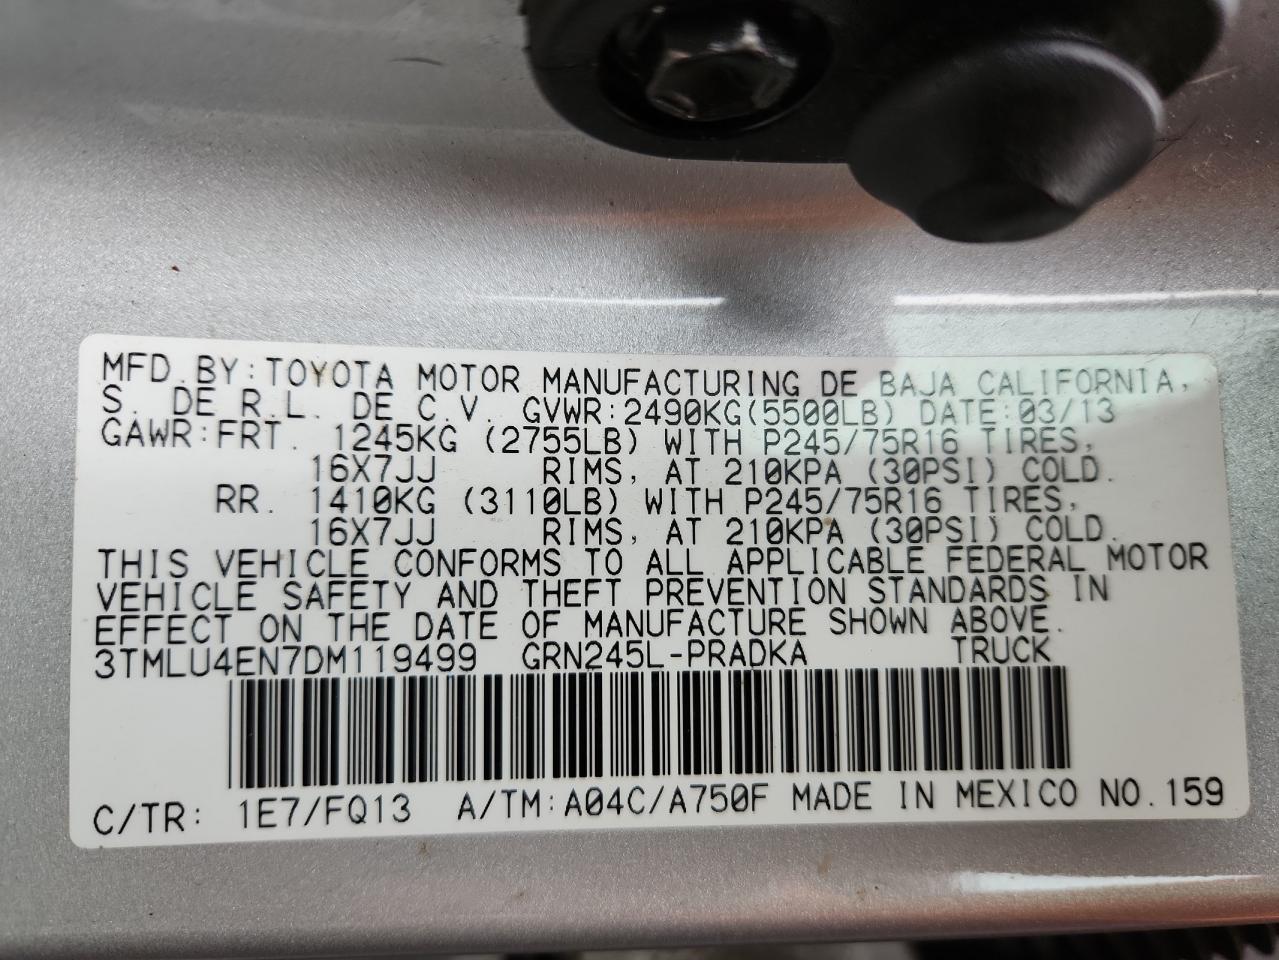 MFD. BY: TOYOTA MOTOR MANUFACTURING DE BAJA CALIFORNIA,
S. DE R.L. DE C.V. GVWR:2490KG(5500LB) DATE:03/13
GAWR:FRT. 1245KG (2755LB) WITH P245/75R16 TIRES,
16X7JJ RIMS, AT 210KPA (30PSI) COLD.
RR. 1410KG (3110LB) WITH P245/75R16 TIRES,
16X7JJ RIMS, AT 210KPA (30PSI) COLD.
THIS VEHICLE CONFORMS TO ALL APPLICABLE FEDERAL MOTOR
VEHICLE SAFETY AND THEFT PREVENTION STANDARDS IN
EFFECT ON THE DATE OF MANUFACTURE SHOWN ABOVE.
3TMLU4EN7DM119499 GRN245L-PRADKA TRUCK
C/TR: 1E7/FQ13 A/TM:A04C/A750F MADE IN MEXICO NO.159